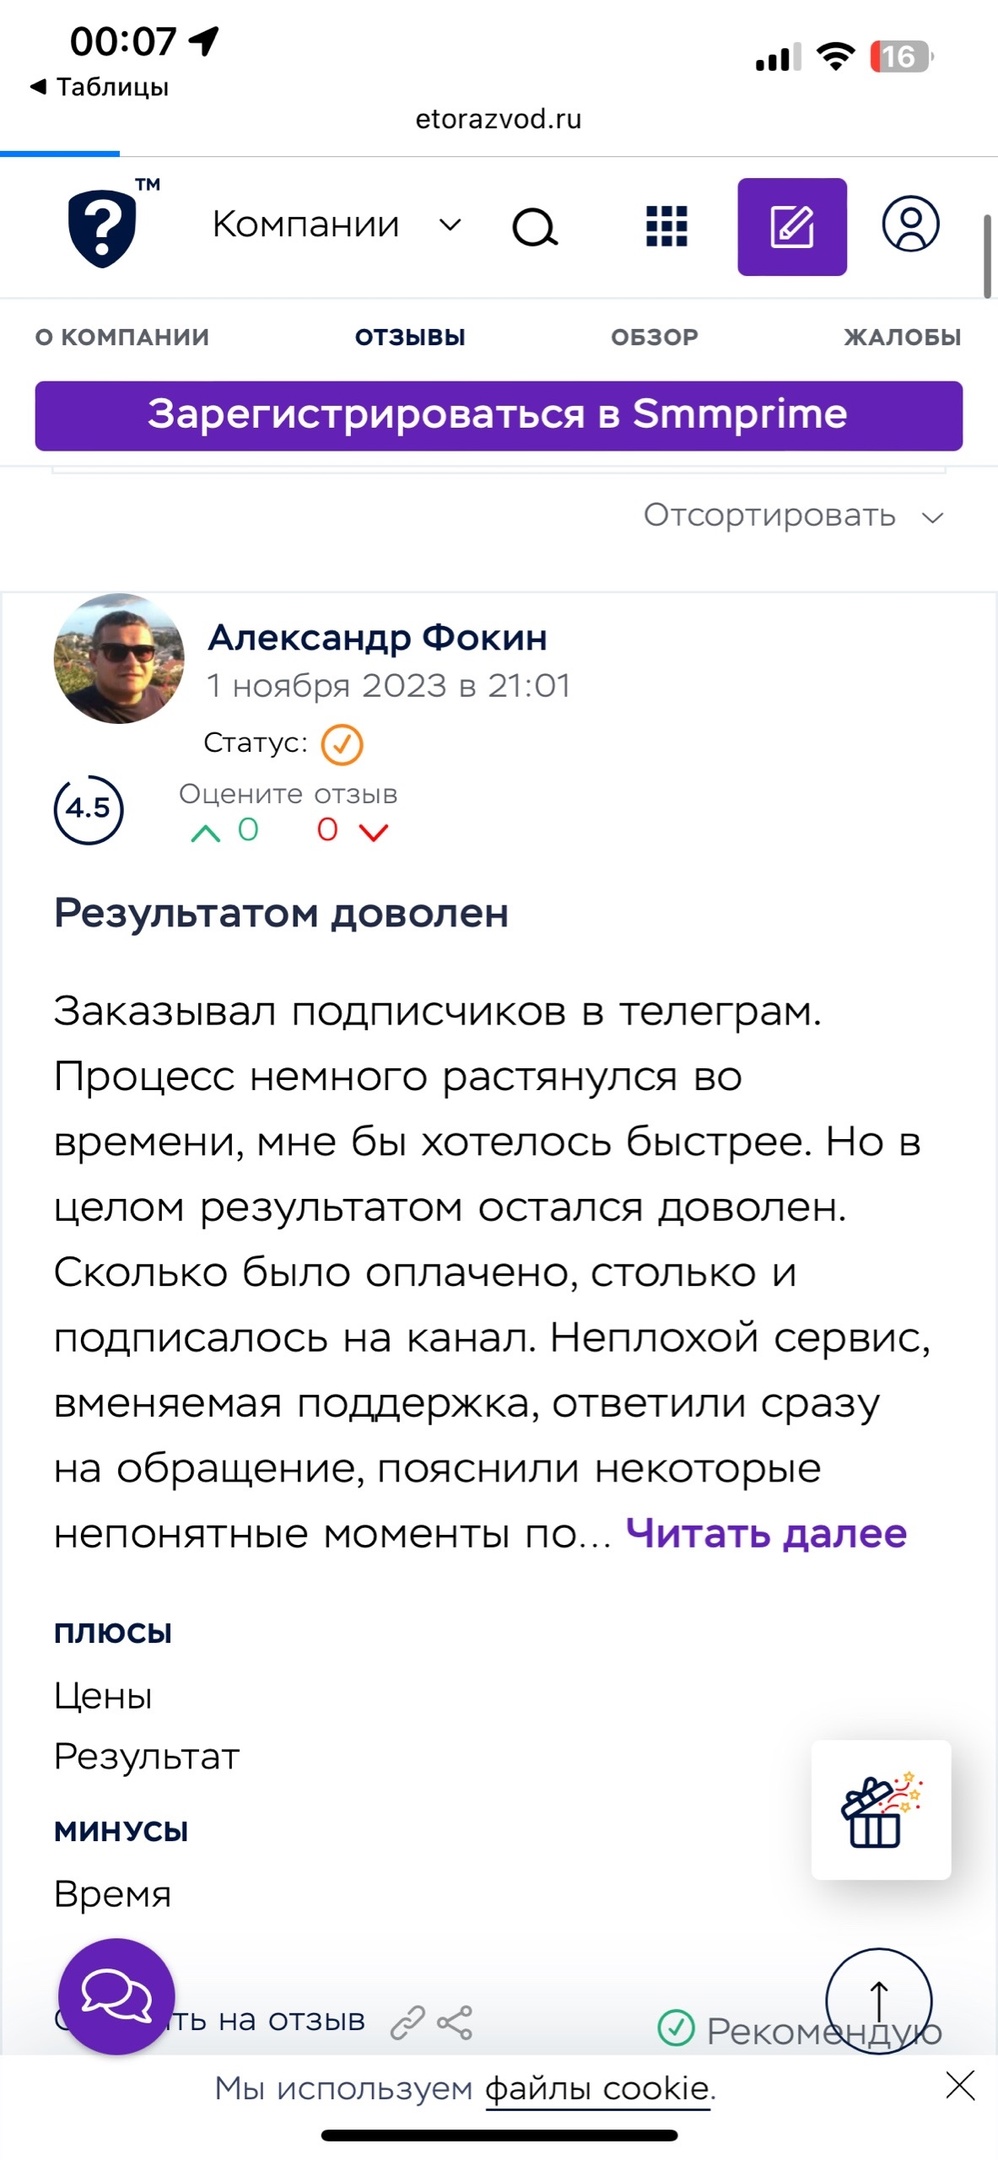 00:07
16
Таблицы
etorazvod.ru
? TM
Компании
О КОМПАНИИ ОТЗЫВЫ ОБЗОР ЖАЛОБЫ
Зарегистрироваться в Smmprime
Отсортировать
Александр Фокин
1 ноября 2023 в 21:01
Статус:
4.5
Оцените отзыв
0 0
Результатом доволен
Заказывал подписчиков в телеграм.
Процесс немного растянулся во
времени, мне бы хотелось быстрее. Но в
целом результатом остался доволен.
Сколько было оплачено, столько и
подписалось на канал. Неплохой сервис,
вменяемая поддержка, ответили сразу
на обращение, пояснили некоторые
непонятные моменты по... Читать далее
ПЛЮСЫ
Цены
Результат
МИНУСЫ
Время
на отзыв
Рекомендую
Мы используем файлы cookie.